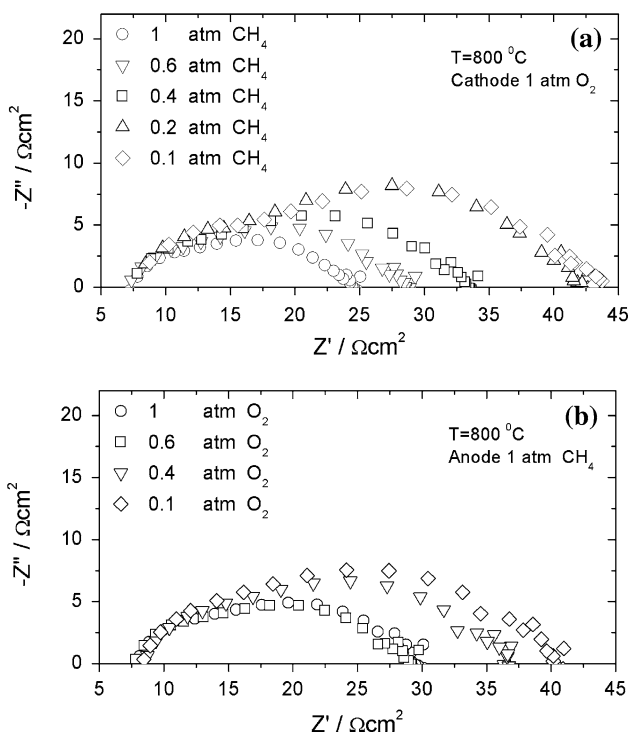 (a)
1 atm CH4
0.6 atm CH4
0.4 atm CH4
0.2 atm CH4
0.1 atm CH4
T=800 0C
Cathode 1 atm O2
20
15
10
5
0
-Z" / Ωcm2
5 10 15 20 25 30 35 40 45
Z' / Ωcm2
(b)
1 atm O2
0.6 atm O2
0.4 atm O2
0.1 atm O2
T=800 0C
Anode 1 atm CH4
20
15
10
5
0
-Z" / Ωcm2
5 10 15 20 25 30 35 40 45
Z' / Ωcm2